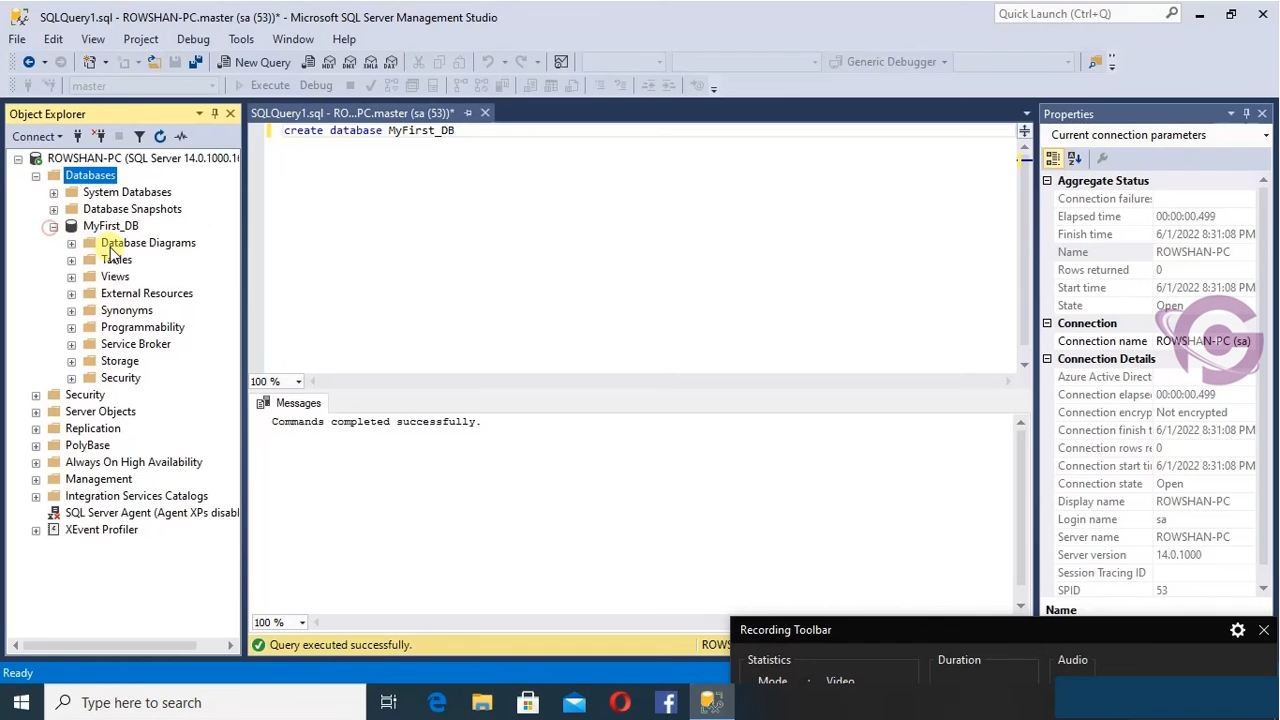 SQLQuery1.sql - ROWSHAN-PC.master (sa (53))* - Microsoft SQL Server Management Studio
Quick Launch (Ctrl+Q)
File Edit View Project Debug Tools Window Help
New Query
Generic Debugger
master
Execute Debug
Object Explorer
SQLQuery1.sql - RO...PC.master (sa (53))*
Properties
Connect
create database MyFirst_DB
Current connection parameters
ROWSHAN-PC (SQL Server 14.0.1000.16
Databases
System Databases
Database Snapshots
MyFirst_DB
Database Diagrams
Tables
Views
External Resources
Synonyms
Programmability
Service Broker
Storage
Security
Security
Server Objects
Replication
PolyBase
Always On High Availability
Management
Integration Services Catalogs
SQL Server Agent (Agent XPs disabl
XEvent Profiler
100 %
Messages
Commands completed successfully.
100 %
Query executed successfully.
ROWS
Aggregate Status
Connection failures
Elapsed time 00:00:00.499
Finish time 6/1/2022 8:31:08 PM
Name ROWSHAN-PC
Rows returned 0
Start time 6/1/2022 8:31:08 PM
State Open
Connection
Connection name ROWSHAN-PC (sa)
Connection Details
Azure Active Direct
Connection elapse 00:00:00.499
Connection encryp Not encrypted
Connection finish t 6/1/2022 8:31:08 PM
Connection rows re 0
Connection start ti 6/1/2022 8:31:08 PM
Connection state Open
Display name ROWSHAN-PC
Login name sa
Server name ROWSHAN-PC
Server version 14.0.1000
Session Tracing ID
SPID 53
Name
Recording Toolbar
Statistics Duration Audio
Mode : Video
Ready
Type here to search